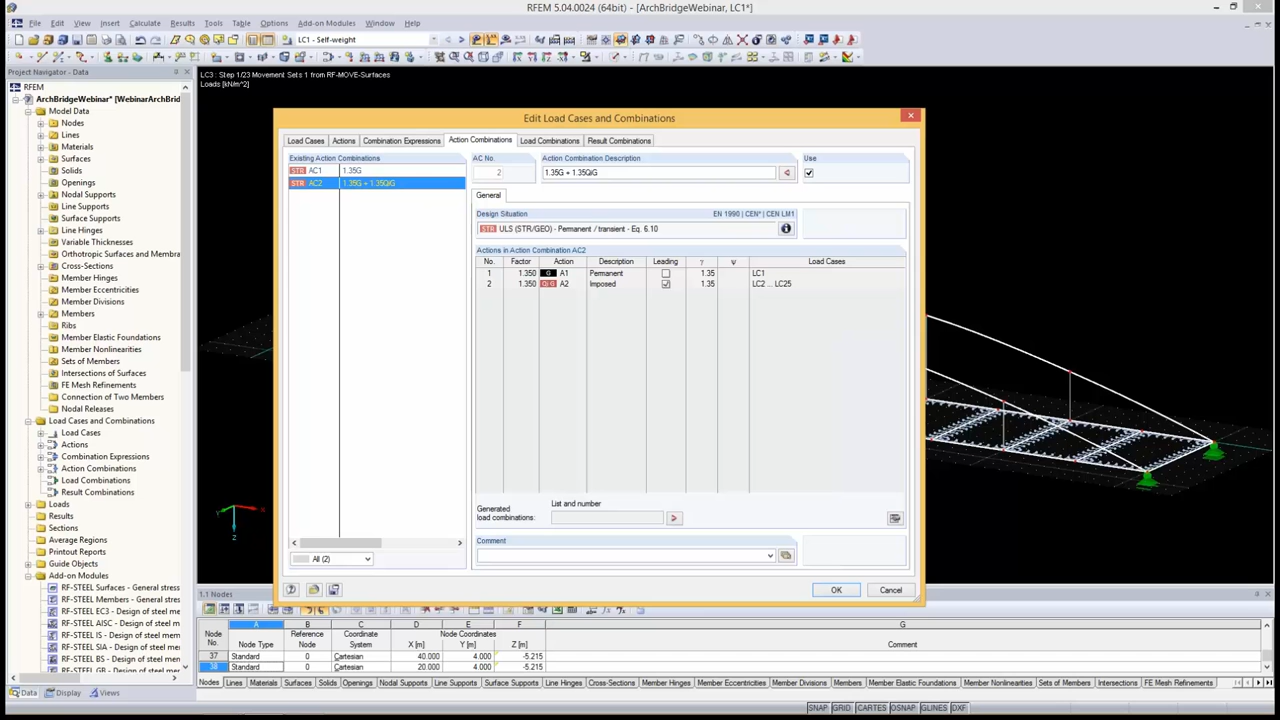 RFEM 5.04.0024 (64bit) - [ArchBridgeWebinar, LC1*]
File Edit View Insert Calculate Results Tools Table Options Add-on Modules Window Help
LC1 - Self-weight
Project Navigator - Data
RFEM
ArchBridgeWebinar* [WebinarArchBrid
Model Data
Nodes
Lines
Materials
Surfaces
Solids
Openings
Nodal Supports
Line Supports
Surface Supports
Line Hinges
Variable Thicknesses
Orthotropic Surfaces and Membra
Cross-Sections
Member Hinges
Member Eccentricities
Member Divisions
Members
Ribs
Member Elastic Foundations
Member Nonlinearities
Sets of Members
Intersections of Surfaces
FE Mesh Refinements
Connection of Two Members
Nodal Releases
Load Cases and Combinations
Load Cases
Actions
Combination Expressions
Action Combinations
Load Combinations
Result Combinations
Loads
Results
Sections
Average Regions
Printout Reports
Guide Objects
Add-on Modules
RF-STEEL Surfaces - General stress
RF-STEEL Members - General stres
RF-STEEL EC3 - Design of steel me
RF-STEEL AISC - Design of steel m
RF-STEEL IS - Design of steel mem
RF-STEEL SIA - Design of steel me
RF-STEEL BS - Design of steel mem
RF-STEEL GB - Design of steel mem
Data Display Views
LC3 : Step 1/23 Movement Sets 1 from RF-MOVE-Surfaces
Loads [kN/m^2]
Edit Load Cases and Combinations
Load Cases Actions Combination Expressions Action Combinations Load Combinations Result Combinations
Existing Action Combinations
STR AC1 1.35G
STR AC2 1.35G + 1.35QiG
All (2)
AC No.
2
Action Combination Description
1.35G + 1.35QiG
Use
General
Design Situation EN 1990 | CEN* | CEN LM1
STR ULS (STR/GEO) - Permanent / transient - Eq. 6.10
Actions in Action Combination AC2
No. Factor Action Description Leading γ ψ Load Cases
1 1.350 G A1 Permanent 1.35 LC1
2 1.350 Qi G A2 Imposed 1.35 LC2 ... LC25
Generated
load combinations:
List and number
Comment
OK Cancel
X
Y
Z
1.1 Nodes
A B C D E F G
Node
No.
Node Type
Reference
Node
Coordinate
System
Node Coordinates
X [m] Y [m] Z [m]
Comment
37 Standard 0 Cartesian 40.000 4.000 -5.215
38 Standard 0 Cartesian 20.000 4.000 -5.215
Nodes Lines Materials Surfaces Solids Openings Nodal Supports Line Supports Surface Supports Line Hinges Cross-Sections Member Hinges Member Eccentricities Member Divisions Members Member Elastic Foundations Member Nonlinearities Sets of Members Intersections FE Mesh Refinements
SNAP GRID CARTES OSNAP GLINES DXF